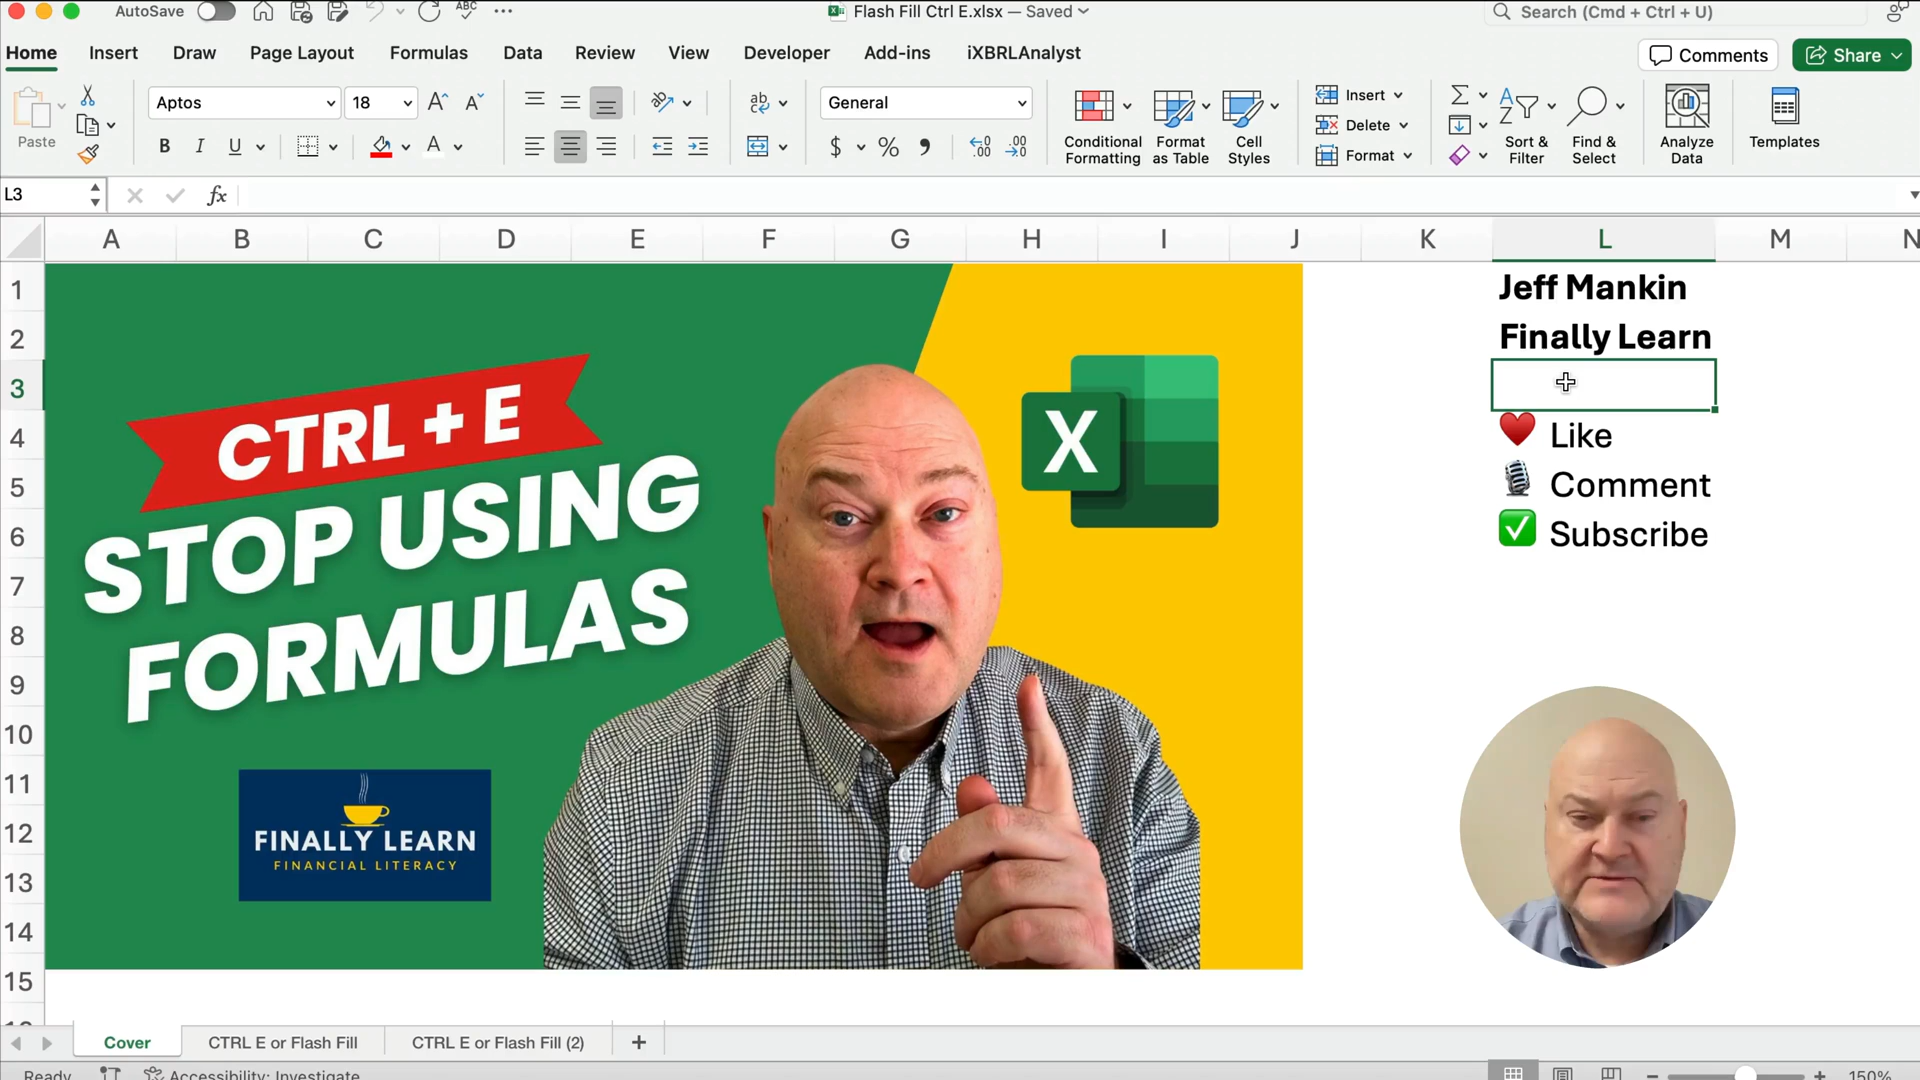 AutoSave
ABC
Flash Fill Ctrl E.xlsx — Saved
Search (Cmd + Ctrl + U)
Home Insert Draw Page Layout Formulas Data Review View Developer Add-ins iXBRLAnalyst
Comments
Share
Paste
Aptos
18
A A
ab
General
B I U
A
$ % ,
.00
.00
Conditional Formatting
Format as Table
Cell Styles
Insert
Delete
Format
Sort & Filter
Find & Select
Analyze Data
Templates
L3
fx
A B C D E F G H I J K L M N
1
2
3
4
5
6
7
8
9
10
11
12
13
14
15
Jeff Mankin
Finally Learn
Like
Comment
Subscribe
CTRL + E
STOP USING
FORMULAS
X
FINALLY LEARN
FINANCIAL LITERACY
Cover
CTRL E or Flash Fill
CTRL E or Flash Fill (2)
Ready
Accessibility: Investigate
150%